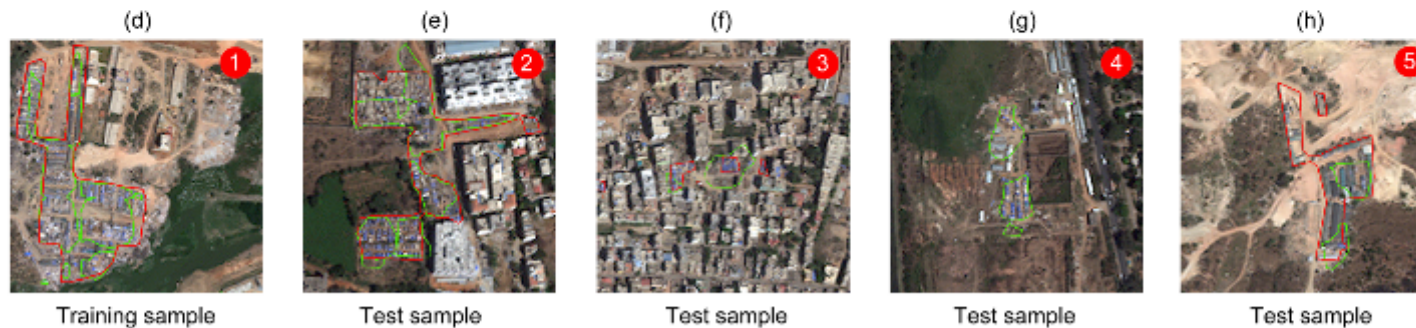 (d) (e) (f) (g) (h)
1 2 3 4 5
Training sample Test sample Test sample Test sample Test sample